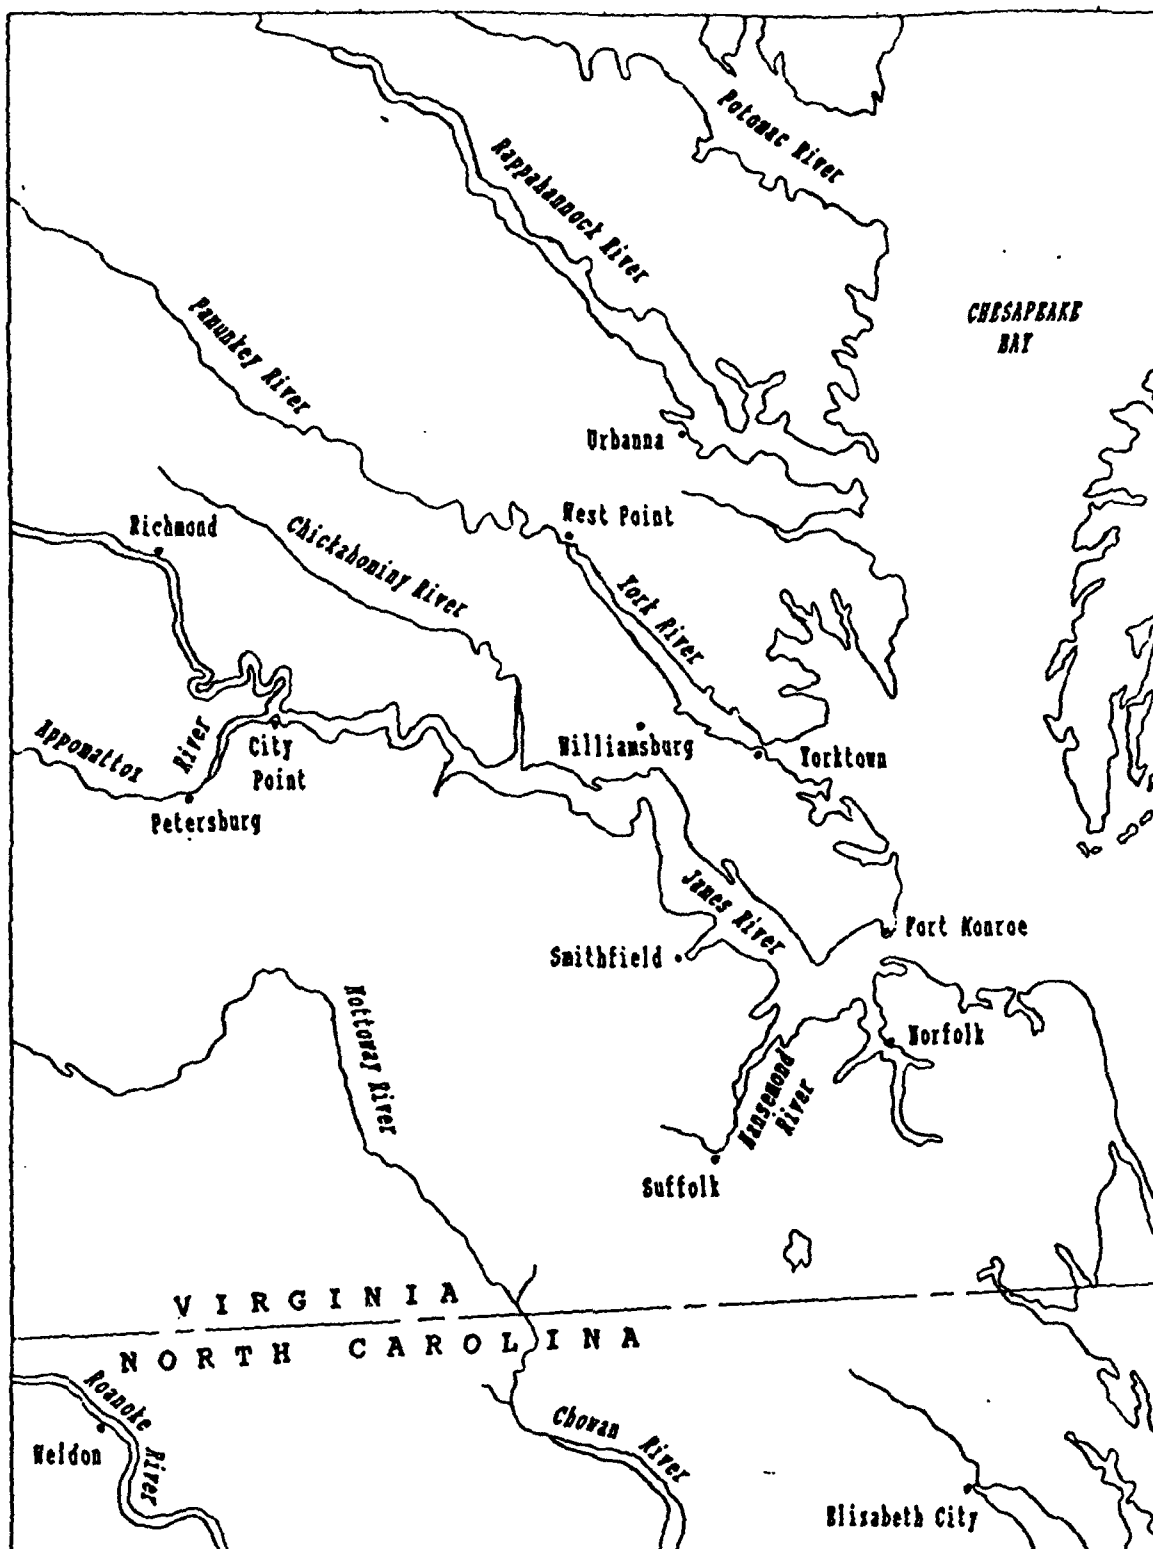 Potomac River
Rappahannock River
CHESAPEAKE
BAY
Pamunkey River
Urbanna
West Point
Richmond
Chickahominy River
York River
Appomattox
River
City
Point
Williamsburg
Yorktown
Petersburg
James River
Fort Monroe
Smithfield
Nottoway River
Norfolk
Nansemond
River
Suffolk
VIRGINIA
NORTH CAROLINA
Roanoke
River
Chowan
River
Weldon
Elisabeth City